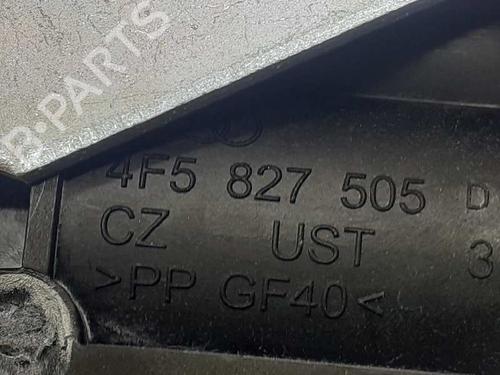 B-PARTS
4F5 827 505 D
CZ UST 3
>PP GF40<